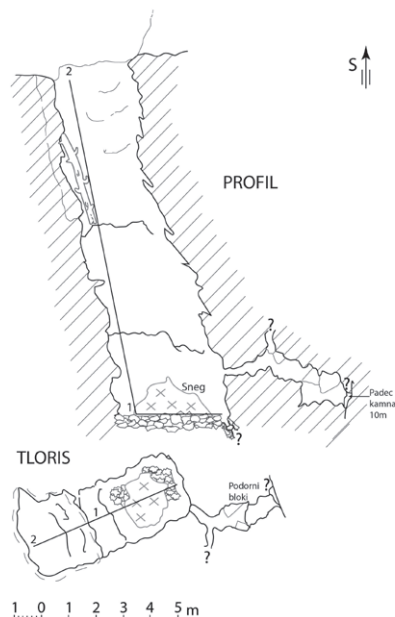 2
S
PROFIL
?
Sneg
?
1
Padec
kamna
10m
?
TLORIS
Podorni
bloki
?
1
2
?
1 0 1 2 3 4 5 m